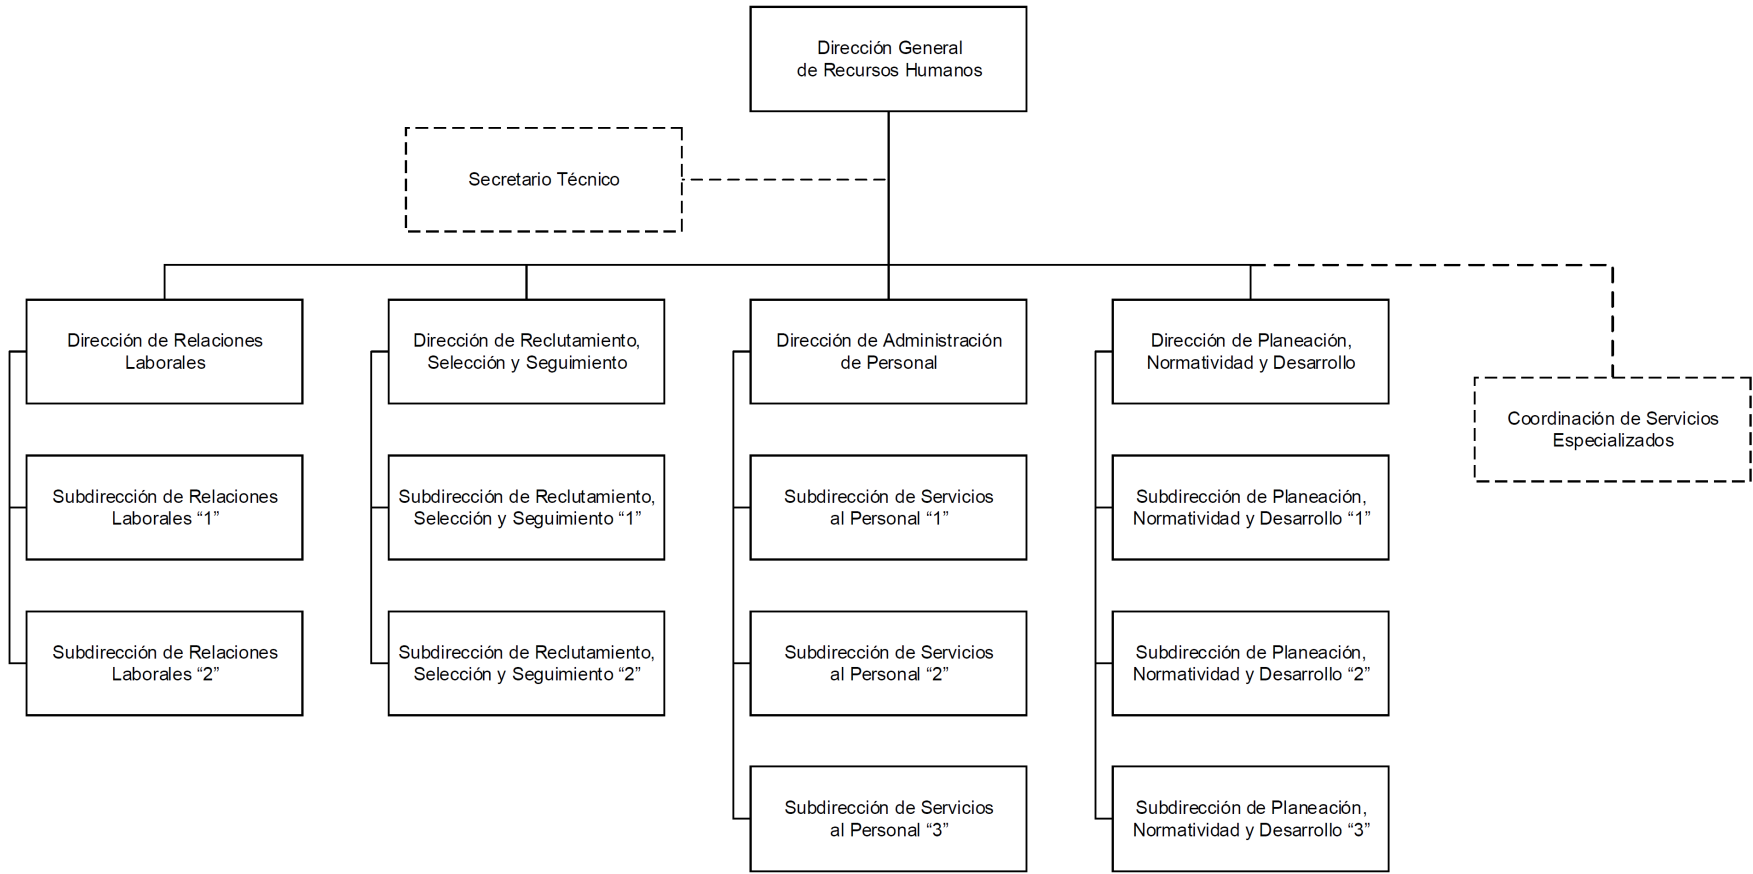 Dirección General
de Recursos Humanos
Secretario Técnico
Dirección de Relaciones
Laborales
Dirección de Reclutamiento,
Selección y Seguimiento
Dirección de Administración
de Personal
Dirección de Planeación,
Normatividad y Desarrollo
Coordinación de Servicios
Especializados
Subdirección de Relaciones
Laborales “1”
Subdirección de Reclutamiento,
Selección y Seguimiento “1”
Subdirección de Servicios
al Personal “1”
Subdirección de Planeación,
Normatividad y Desarrollo “1”
Subdirección de Relaciones
Laborales “2”
Subdirección de Reclutamiento,
Selección y Seguimiento “2”
Subdirección de Servicios
al Personal “2”
Subdirección de Planeación,
Normatividad y Desarrollo “2”
Subdirección de Servicios
al Personal “3”
Subdirección de Planeación,
Normatividad y Desarrollo “3”